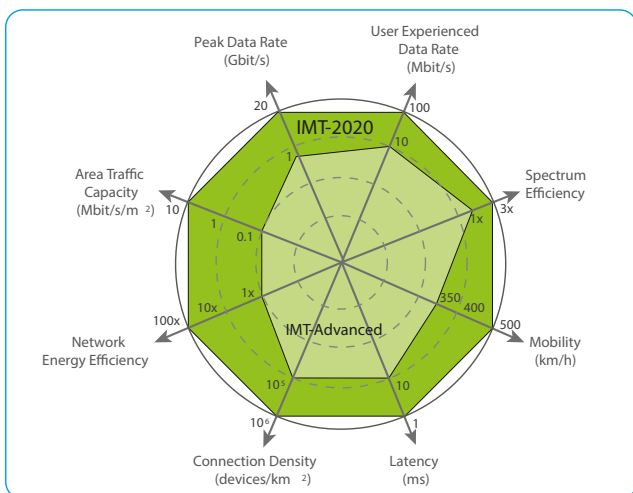 User Experienced
Peak Data Rate
Data Rate
(Gbit/s)
(Mbit/s)
20
100
IMT-2020
1
10
Area Traffic
Capacity
(Mbit/s/m 2)
Spectrum
Efficiency
10
3x
1
1x
0.1
1x
350
10x
400
100x
500
Network
Energy Efficiency
IMT-Advanced
Mobility
(km/h)
10⁵
10
10⁶
1
Connection Density
(devices/km 2)
Latency
(ms)